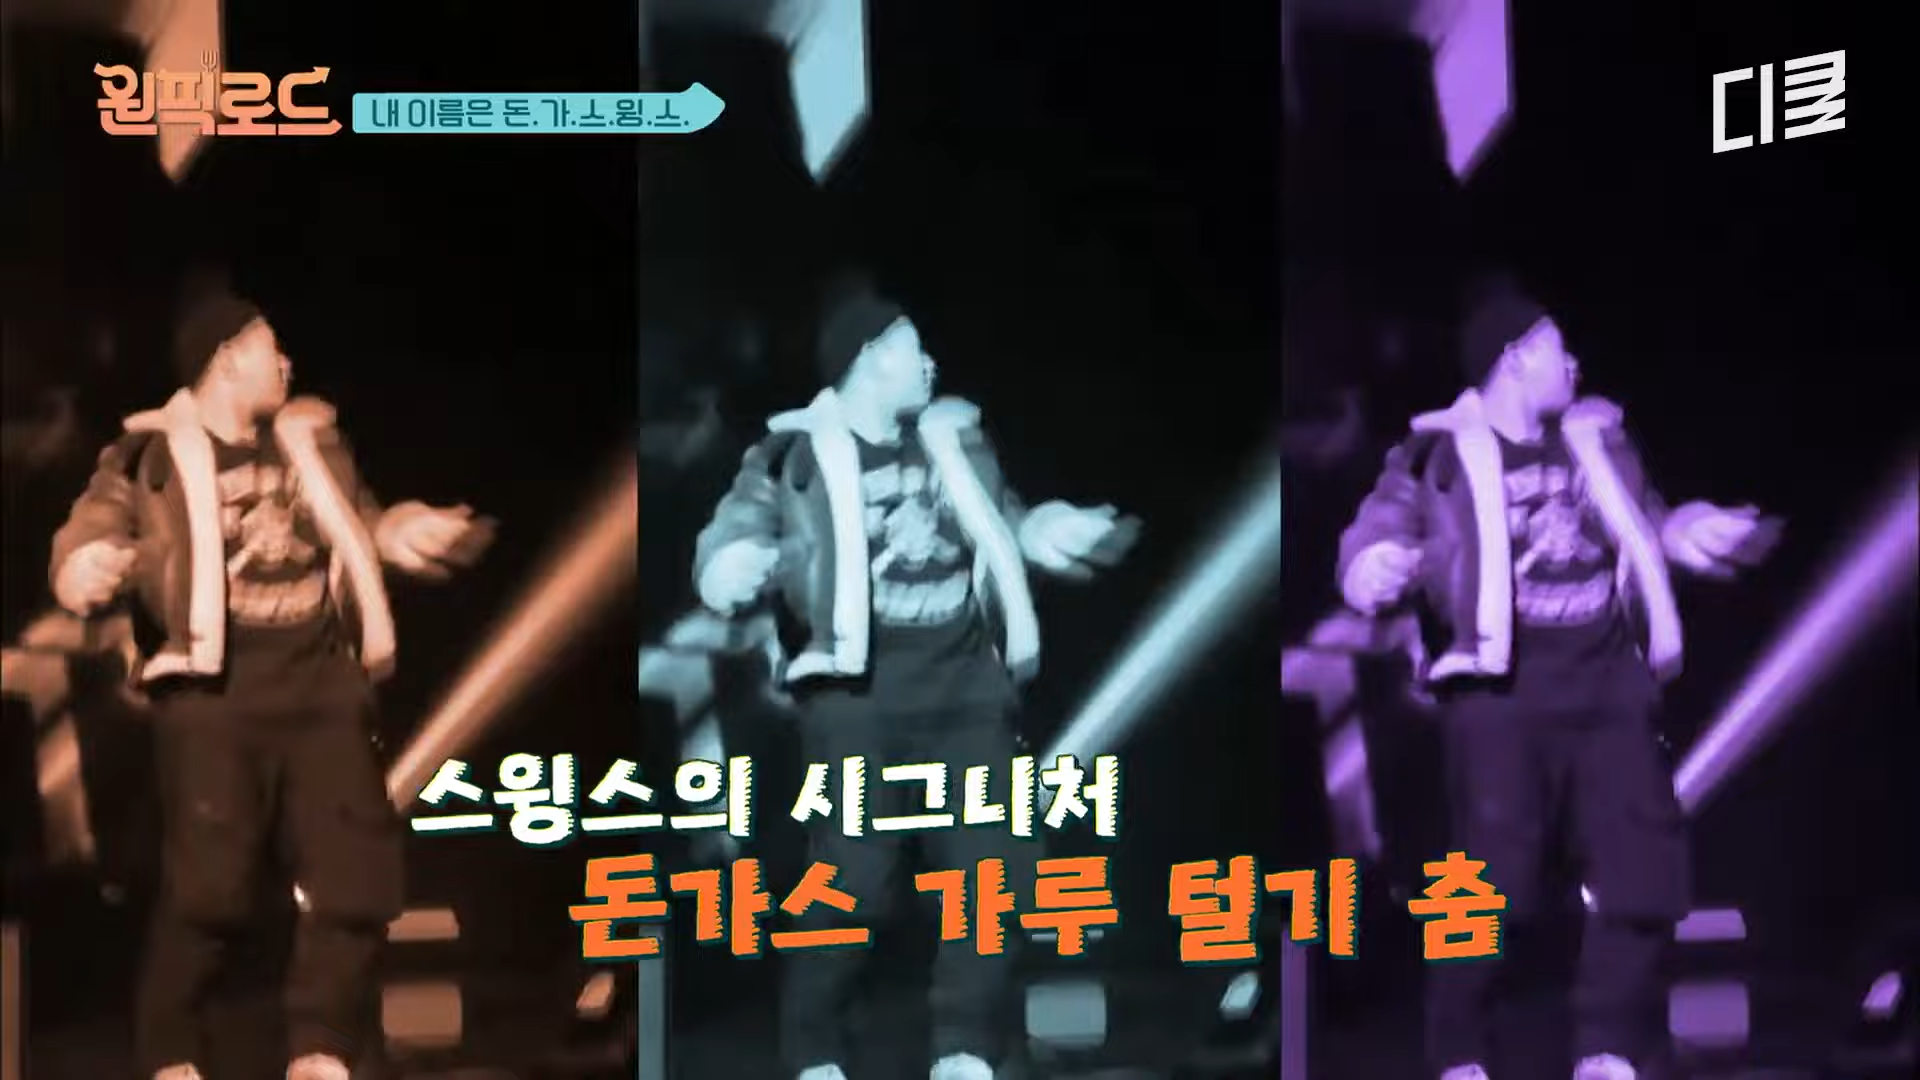 원픽로드
내 이름은 돈.가.스.윙.스.
디글
스윙스의 시그니처
돈가스 가루 털기 춤